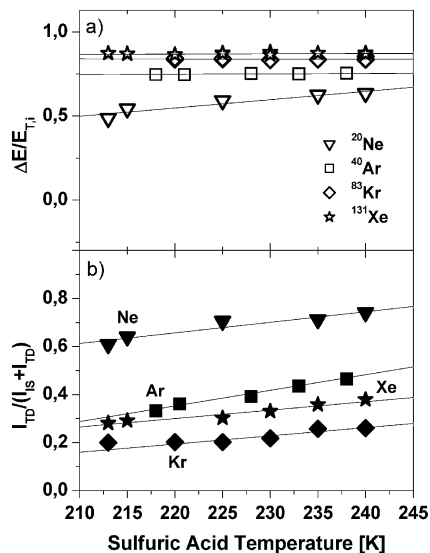 a)
1,0
0,5
0,0
ΔE/E_T,i
²⁰Ne
⁴⁰Ar
⁸³Kr
¹³¹Xe
b)
0,8
0,6
0,4
0,2
0,0
I_TD/(I_IS+I_TD)
Ne
Ar
Xe
Kr
210 215 220 225 230 235 240 245
Sulfuric Acid Temperature [K]